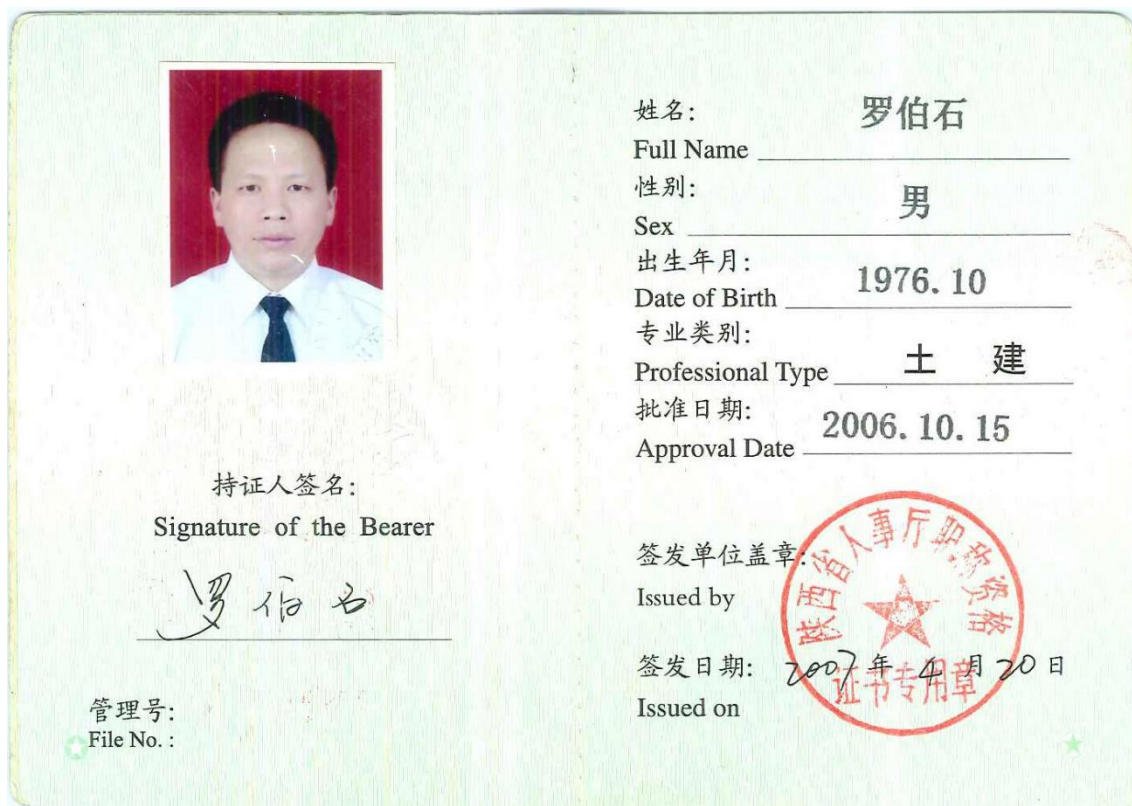 持证人签名:
Signature of the Bearer
罗伯石
管理号:
File No. :
姓名: 罗伯石
Full Name
性别: 男
Sex
出生年月: 1976.10
Date of Birth
专业类别:
Professional Type 土 建
批准日期: 2006.10.15
Approval Date
签发单位盖章:
Issued by
陕西省人事厅职称资格
证书专用章
签发日期: 2007年 4月20日
Issued on